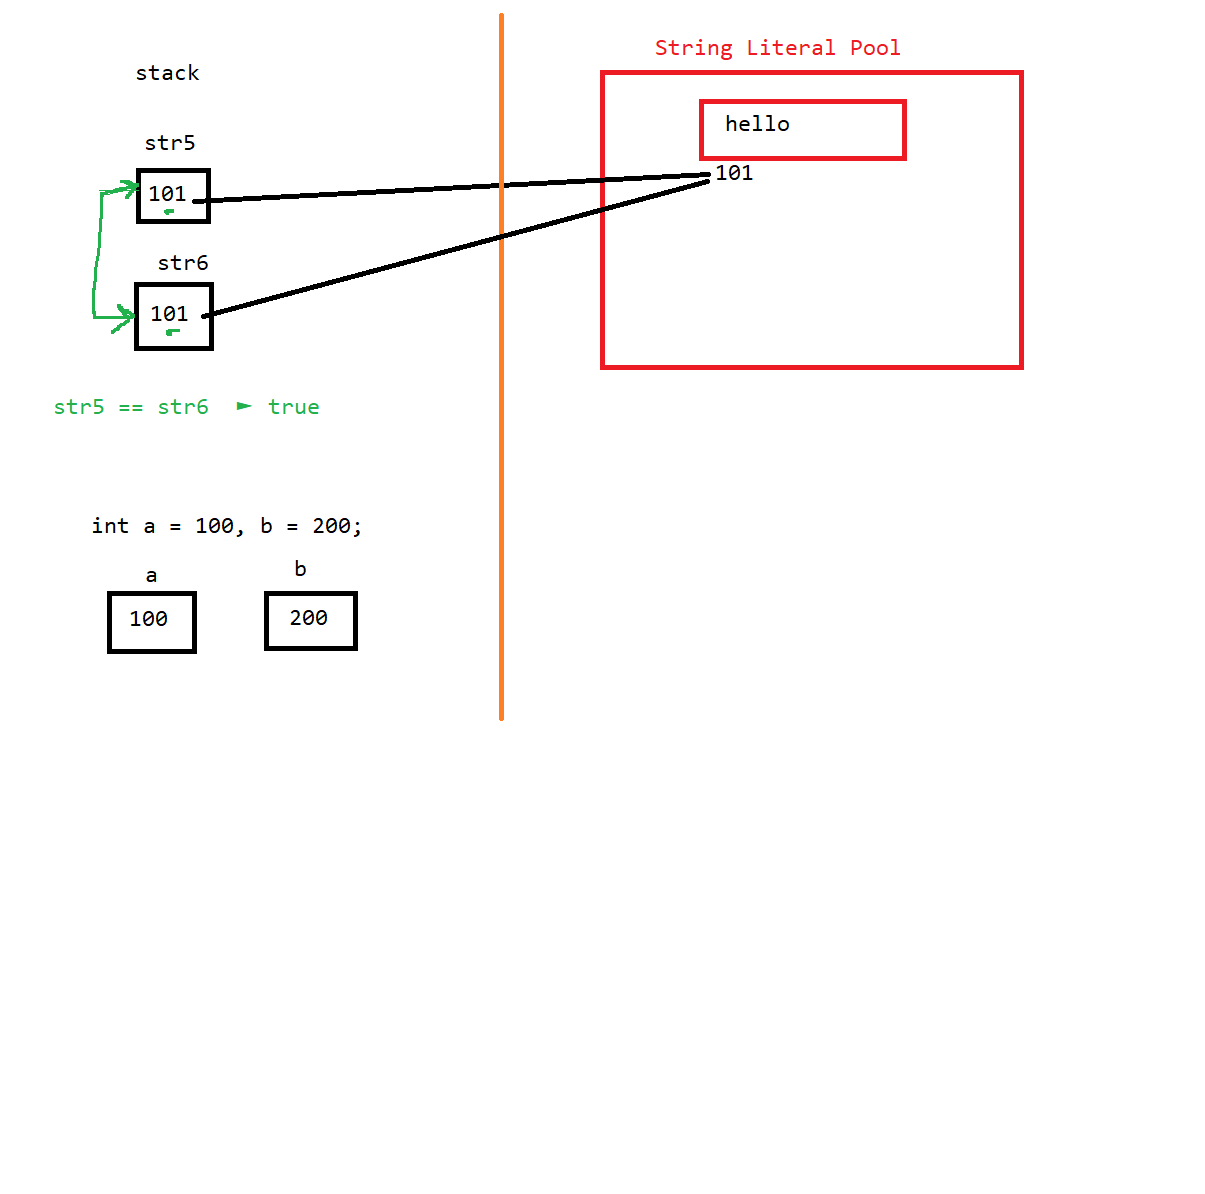 String Literal Pool
stack
hello
str5
101
101
str6
101
str5 == str6 ► true
int a = 100, b = 200;
a
b
100
200